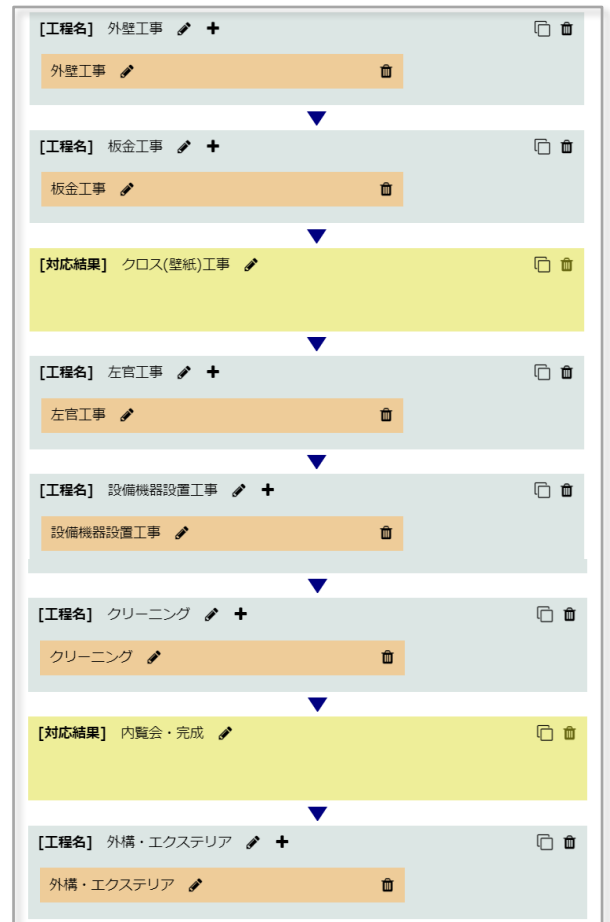 [工程名] 外壁工事
外壁工事
[工程名] 板金工事
板金工事
[対応結果] クロス(壁紙)工事
[工程名] 左官工事
左官工事
[工程名] 設備機器設置工事
設備機器設置工事
[工程名] クリーニング
クリーニング
[対応結果] 内覧会・完成
[工程名] 外構・エクステリア
外構・エクステリア